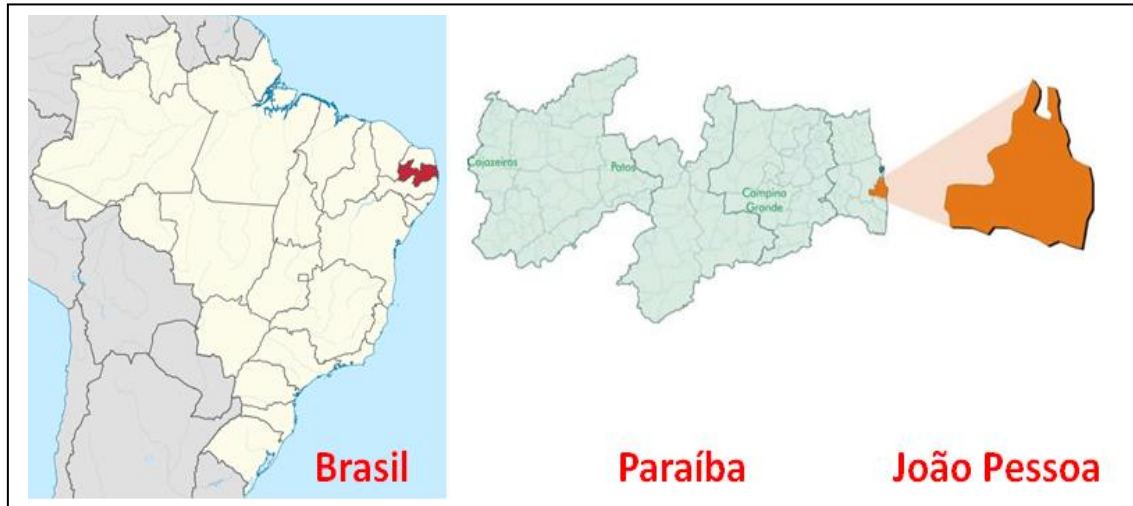 Cajazeiras
Patos
Campina
Grande
Brasil
Paraíba
João Pessoa